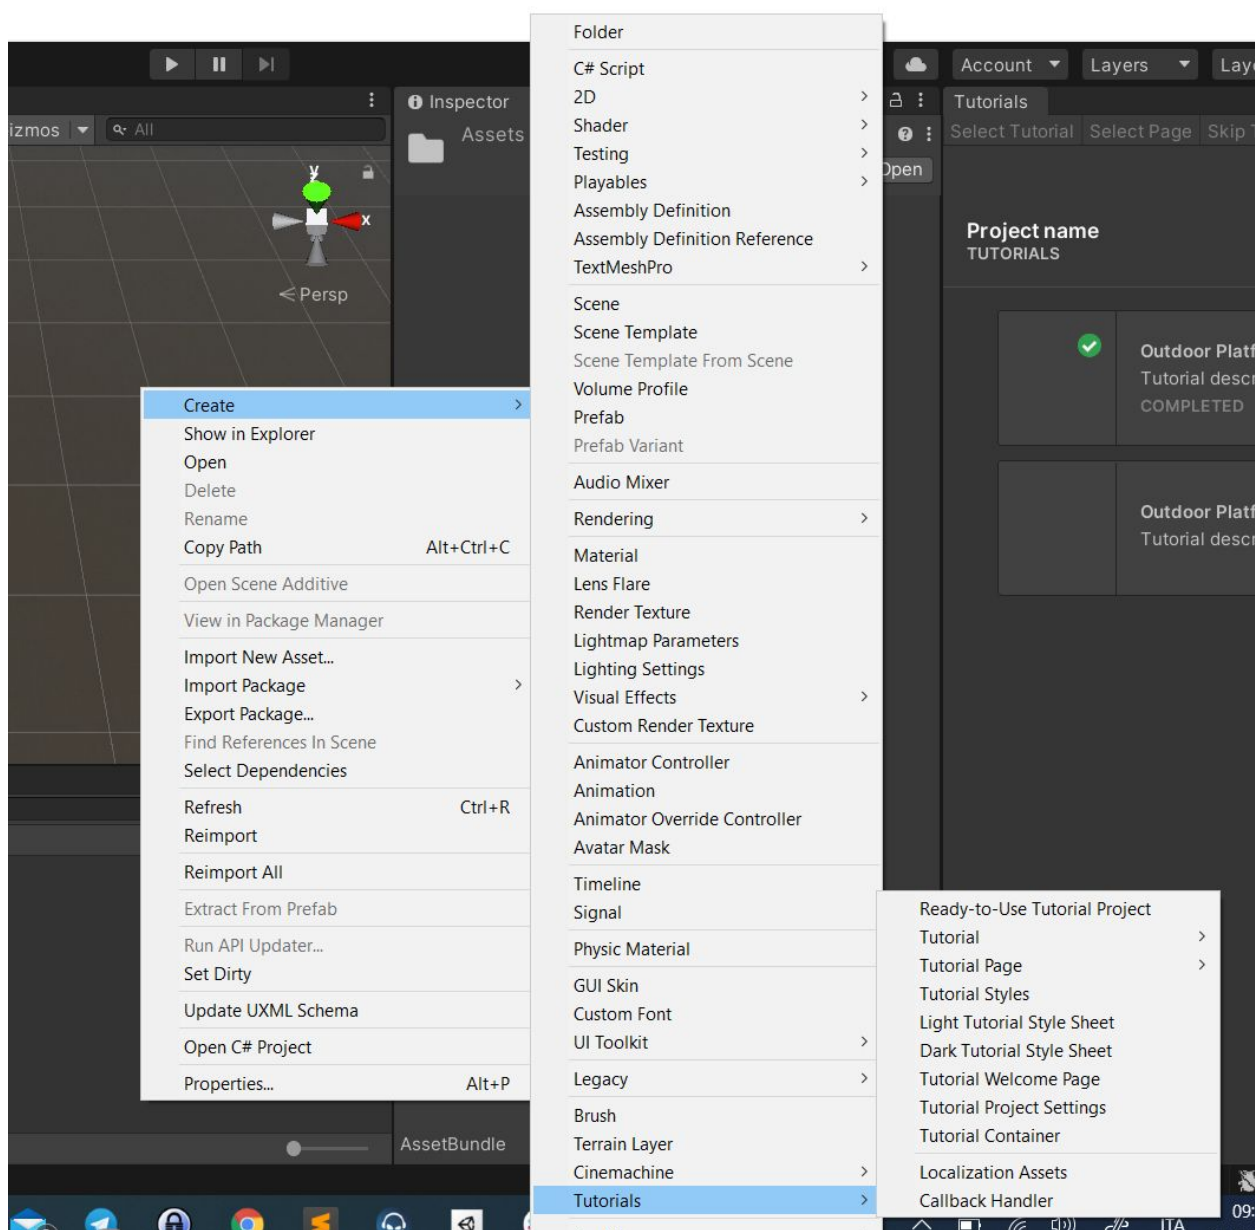 Account
Layers
izmos
All
Inspector
Assets
Open
Tutorials
Select Tutorial
Select Page
Skip
Project name
TUTORIALS
y
x
Persp
Outdoor
Tutorial
COMPLETED
Outdoor
Tutorial
Create
Show in Explorer
Open
Delete
Rename
Copy Path Alt+Ctrl+C
Open Scene Additive
View in Package Manager
Import New Asset...
Import Package
Export Package...
Find References In Scene
Select Dependencies
Refresh Ctrl+R
Reimport
Reimport All
Extract From Prefab
Run API Updater...
Set Dirty
Update UXML Schema
Open C# Project
Properties... Alt+P
Folder
C# Script
2D
Shader
Testing
Playables
Assembly Definition
Assembly Definition Reference
TextMeshPro
Scene
Scene Template
Scene Template From Scene
Volume Profile
Prefab
Prefab Variant
Audio Mixer
Rendering
Material
Lens Flare
Render Texture
Lightmap Parameters
Lighting Settings
Visual Effects
Custom Render Texture
Animator Controller
Animation
Animator Override Controller
Avatar Mask
Timeline
Signal
Physic Material
GUI Skin
Custom Font
UI Toolkit
Legacy
Brush
Terrain Layer
Cinemachine
Tutorials
Ready-to-Use Tutorial Project
Tutorial
Tutorial Page
Tutorial Styles
Light Tutorial Style Sheet
Dark Tutorial Style Sheet
Tutorial Welcome Page
Tutorial Project Settings
Tutorial Container
Localization Assets
Callback Handler
AssetBundle
ITA
09: